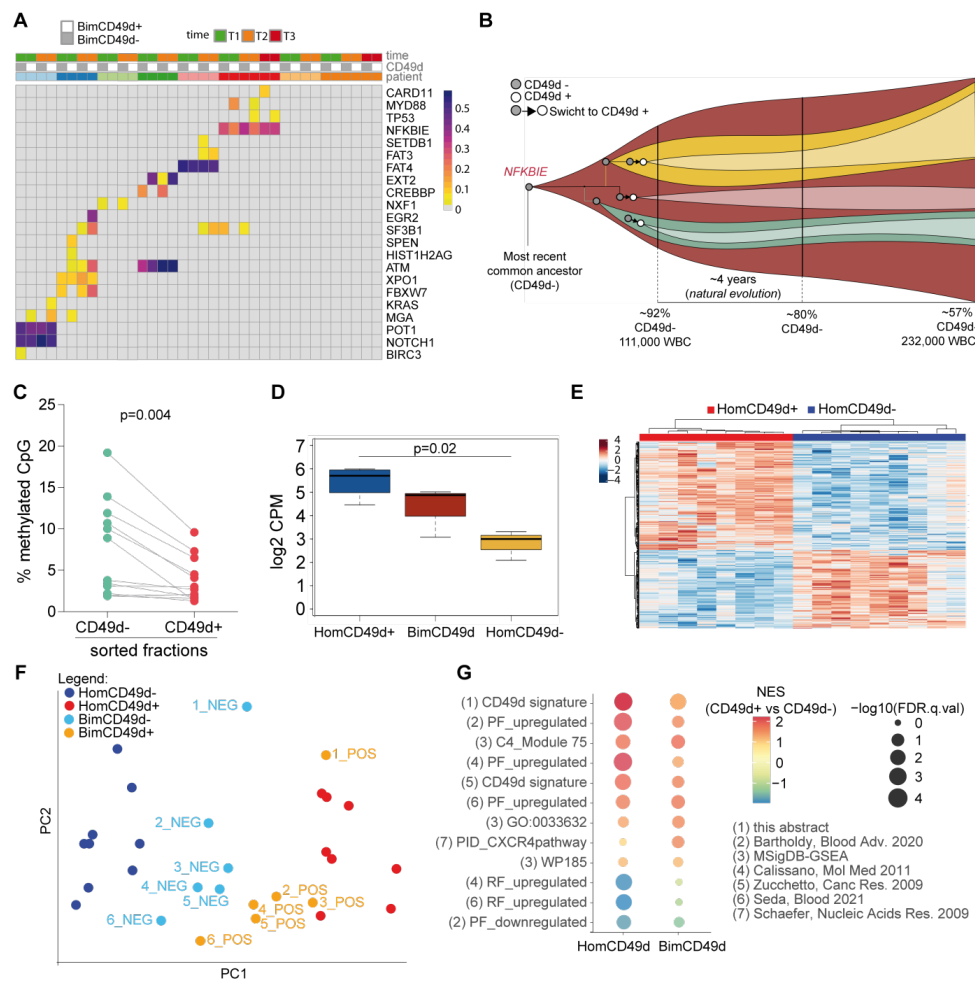 A
BimCD49d+
BimCD49d-
time T1 T2 T3
time
CD49d
patient
CARD11
MYD88
TP53
NFKBIE
SETDB1
FAT3
FAT4
EXT2
CREBBP
NXF1
EGR2
SF3B1
SPEN
HIST1H2AG
ATM
XPO1
FBXW7
KRAS
MGA
POT1
NOTCH1
BIRC3
0.5
0.4
0.3
0.2
0.1
0
B
CD49d -
CD49d +
Swicht to CD49d +
NFKBIE
Most recent
common ancestor
(CD49d-)
~4 years
(natural evolution)
~92%
CD49d-
111,000 WBC
~80%
CD49d-
~57%
CD49d-
232,000 WBC
C
p=0.004
% methylated CpG
25
20
15
10
5
0
CD49d- CD49d+
sorted fractions
D
p=0.02
log2 CPM
7
6
5
4
3
2
1
0
HomCD49d+ BimCD49d HomCD49d-
E
HomCD49d+ HomCD49d-
4
2
0
−2
−4
F
Legend:
HomCD49d-
HomCD49d+
BimCD49d-
BimCD49d+
1_NEG
1_POS
2_NEG
3_NEG
4_NEG
5_NEG
6_NEG
2_POS
3_POS
4_POS
5_POS
6_POS
PC2
PC1
G
(1) CD49d signature
(2) PF_upregulated
(3) C4_Module 75
(4) PF_upregulated
(5) CD49d signature
(6) PF_upregulated
(3) GO:0033632
(7) PID_CXCR4pathway
(3) WP185
(4) RF_upregulated
(6) RF_upregulated
(2) PF_downregulated
HomCD49d BimCD49d
NES
(CD49d+ vs CD49d-)
2
1
0
−1
−log10(FDR.q.val)
0
1
2
3
4
(1) this abstract
(2) Bartholdy, Blood Adv. 2020
(3) MSigDB-GSEA
(4) Calissano, Mol Med 2011
(5) Zucchetto, Canc Res. 2009
(6) Seda, Blood 2021
(7) Schaefer, Nucleic Acids Res. 2009